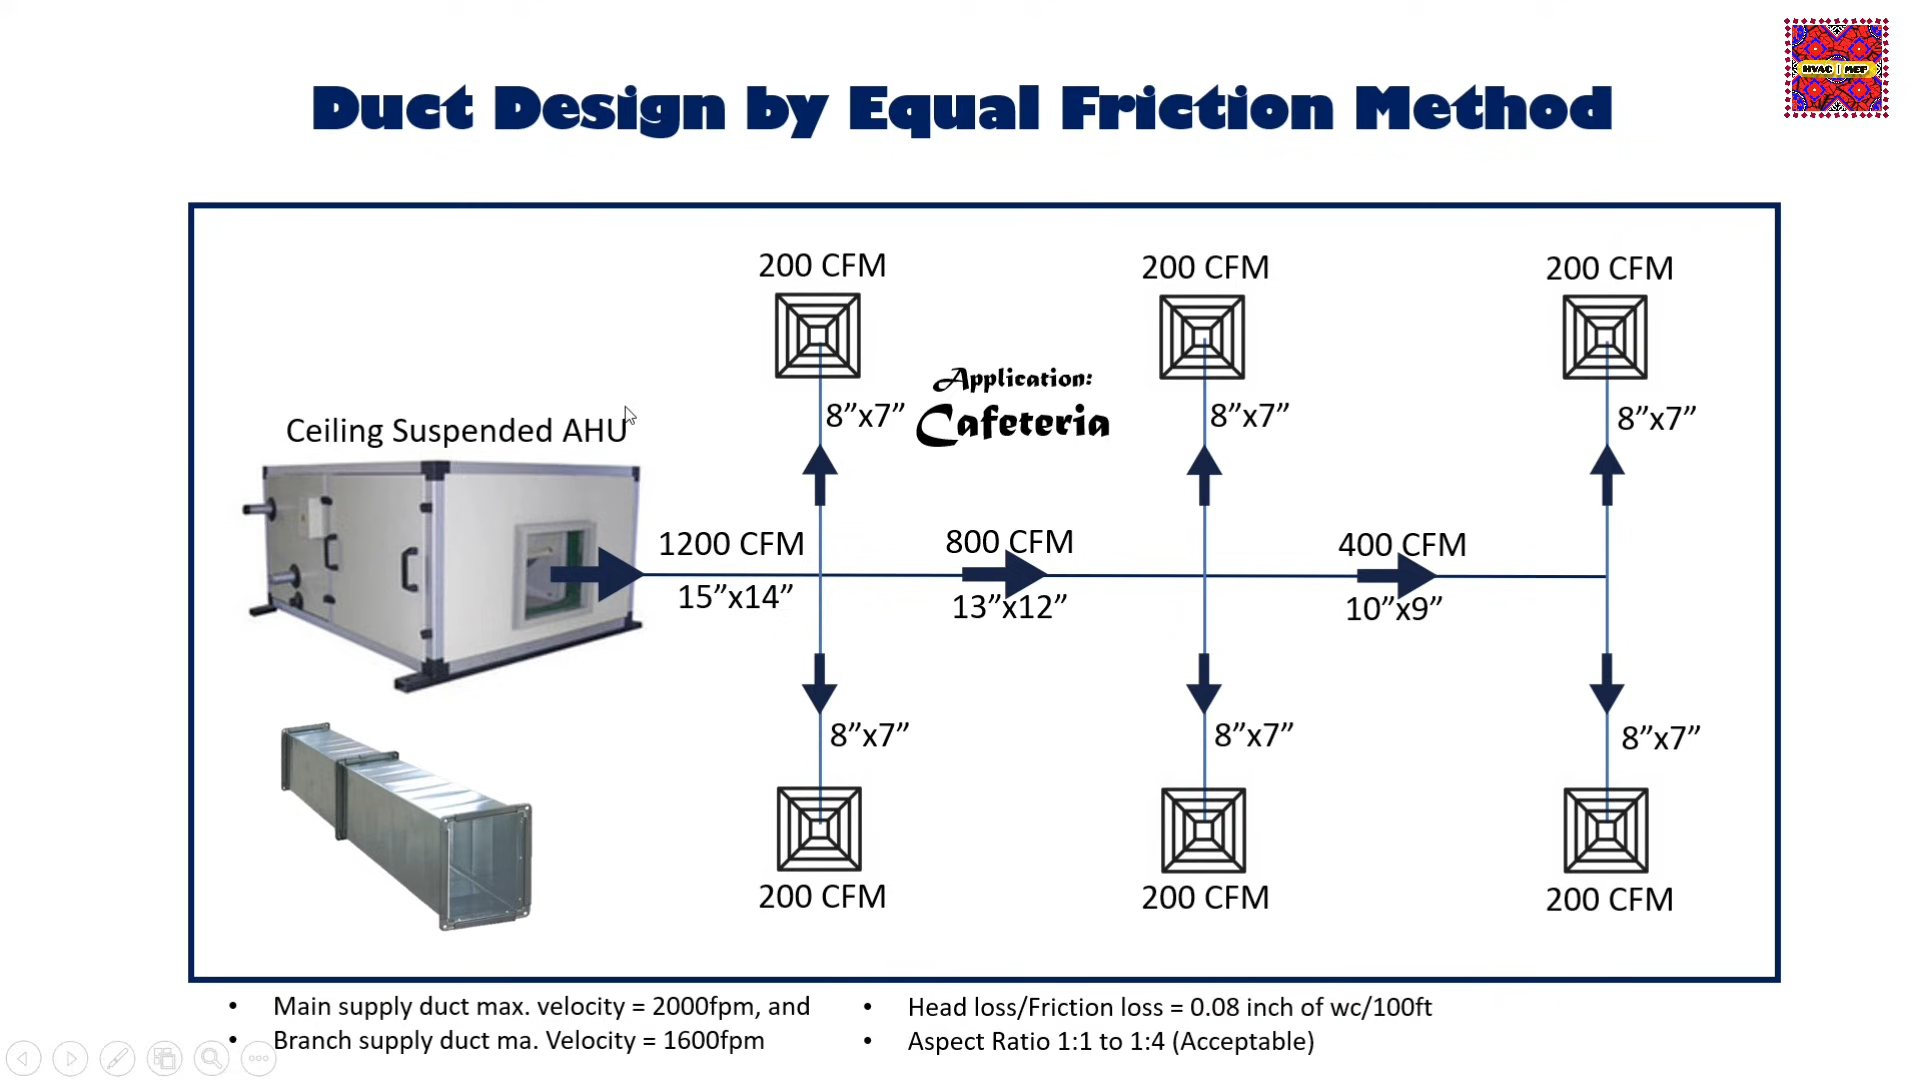 HVAC | MEP
Duct Design by Equal Friction Method
200 CFM
200 CFM
200 CFM
Application:
Cafeteria
8”x7”
8”x7”
8”x7”
Ceiling Suspended AHU
1200 CFM
800 CFM
400 CFM
15”x14”
13”x12”
10”x9”
8”x7”
8”x7”
8”x7”
200 CFM
200 CFM
200 CFM
• Main supply duct max. velocity = 2000fpm, and
• Branch supply duct ma. Velocity = 1600fpm
• Head loss/Friction loss = 0.08 inch of wc/100ft
• Aspect Ratio 1:1 to 1:4 (Acceptable)